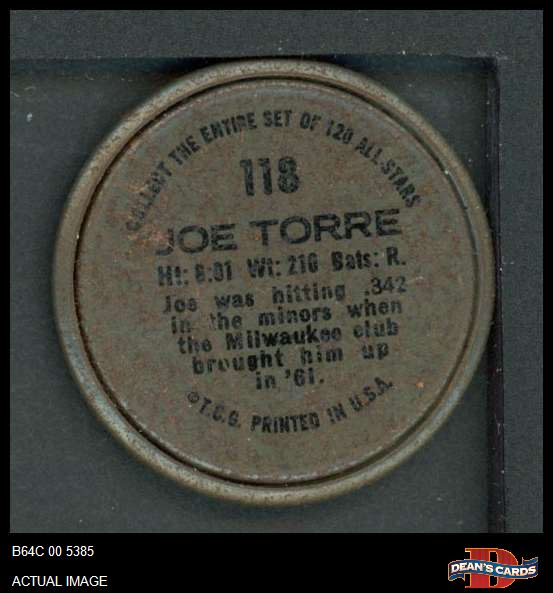 COLLECT THE ENTIRE SET OF 120 ALL-STARS
118
JOE TORRE
Ht: 6:01 Wt: 210 Bats: R.
Joe was hitting .342
in the minors when
the Milwaukee club
brought him up
in '61.
©T.C.G. PRINTED IN U.S.A.
B64C 00 5385
ACTUAL IMAGE
D
DEAN'S CARDS